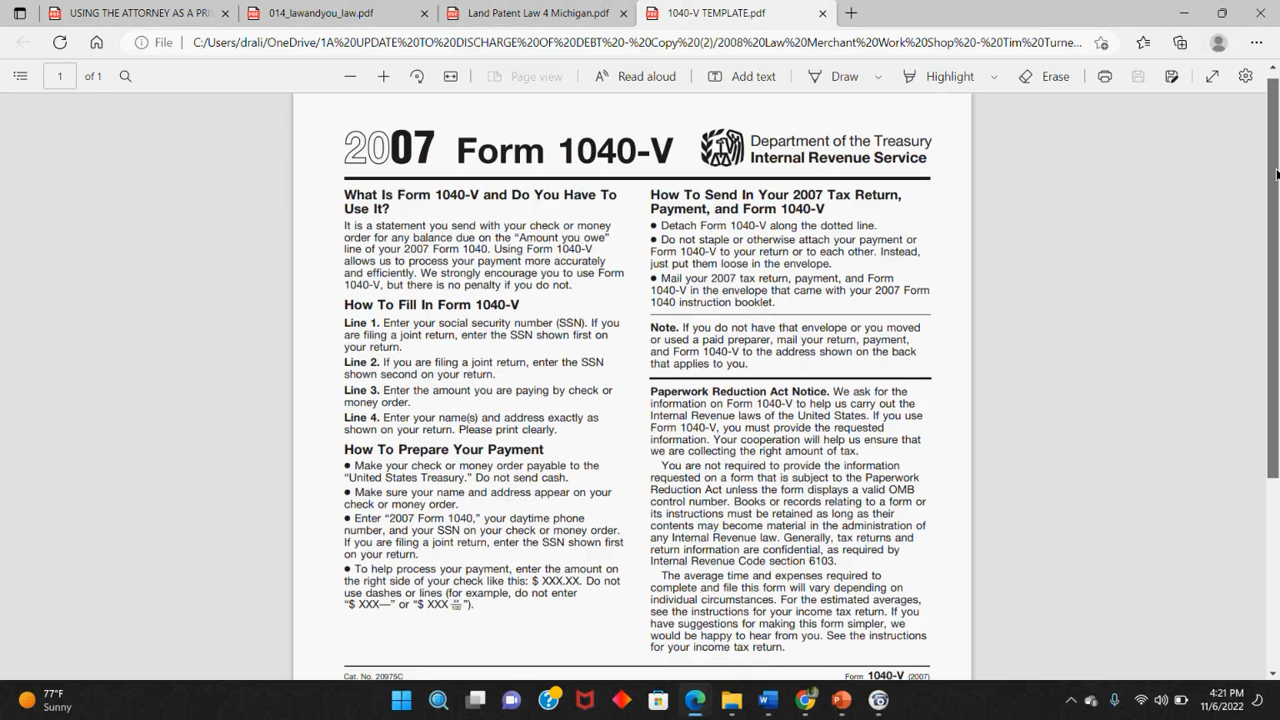 USING THE ATTORNEY AS A PRI
014_lawandyou_law.pdf
Land Patent Law 4 Michigan.pdf
1040-V TEMPLATE.pdf
File
C:/Users/drali/OneDrive/1A%20UPDATE%20TO%20DISCHARGE%20OF%20DEBT%20-%20Copy%20(2)/2008%20Law%20Merchant%20Work%20Shop%20-%20Tim%20Turne...
1
of 1
Page view
Read aloud
Add text
Draw
Highlight
Erase
2007 Form 1040-V
Department of the Treasury
Internal Revenue Service
What Is Form 1040-V and Do You Have To
Use It?
It is a statement you send with your check or money
order for any balance due on the “Amount you owe”
line of your 2007 Form 1040. Using Form 1040-V
allows us to process your payment more accurately
and efficiently. We strongly encourage you to use Form
1040-V, but there is no penalty if you do not.
How To Fill In Form 1040-V
Line 1. Enter your social security number (SSN). If you
are filing a joint return, enter the SSN shown first on
your return.
Line 2. If you are filing a joint return, enter the SSN
shown second on your return.
Line 3. Enter the amount you are paying by check or
money order.
Line 4. Enter your name(s) and address exactly as
shown on your return. Please print clearly.
How To Prepare Your Payment
● Make your check or money order payable to the
“United States Treasury.” Do not send cash.
● Make sure your name and address appear on your
check or money order.
● Enter “2007 Form 1040,” your daytime phone
number, and your SSN on your check or money order.
If you are filing a joint return, enter the SSN shown first
on your return.
● To help process your payment, enter the amount on
the right side of your check like this: $ XXX.XX. Do not
use dashes or lines (for example, do not enter
“$ XXX—” or “$ XXX xx/100”).
How To Send In Your 2007 Tax Return,
Payment, and Form 1040-V
● Detach Form 1040-V along the dotted line.
● Do not staple or otherwise attach your payment or
Form 1040-V to your return or to each other. Instead,
just put them loose in the envelope.
● Mail your 2007 tax return, payment, and Form
1040-V in the envelope that came with your 2007 Form
1040 instruction booklet.
Note. If you do not have that envelope or you moved
or used a paid preparer, mail your return, payment,
and Form 1040-V to the address shown on the back
that applies to you.
Paperwork Reduction Act Notice. We ask for the
information on Form 1040-V to help us carry out the
Internal Revenue laws of the United States. If you use
Form 1040-V, you must provide the requested
information. Your cooperation will help us ensure that
we are collecting the right amount of tax.
You are not required to provide the information
requested on a form that is subject to the Paperwork
Reduction Act unless the form displays a valid OMB
control number. Books or records relating to a form or
its instructions must be retained as long as their
contents may become material in the administration of
any Internal Revenue law. Generally, tax returns and
return information are confidential, as required by
Internal Revenue Code section 6103.
The average time and expenses required to
complete and file this form will vary depending on
individual circumstances. For the estimated averages,
see the instructions for your income tax return. If you
have suggestions for making this form simpler, we
would be happy to hear from you. See the instructions
for your income tax return.
Cat. No. 20975C
Form 1040-V (2007)
77°F
Sunny
4:21 PM
11/6/2022